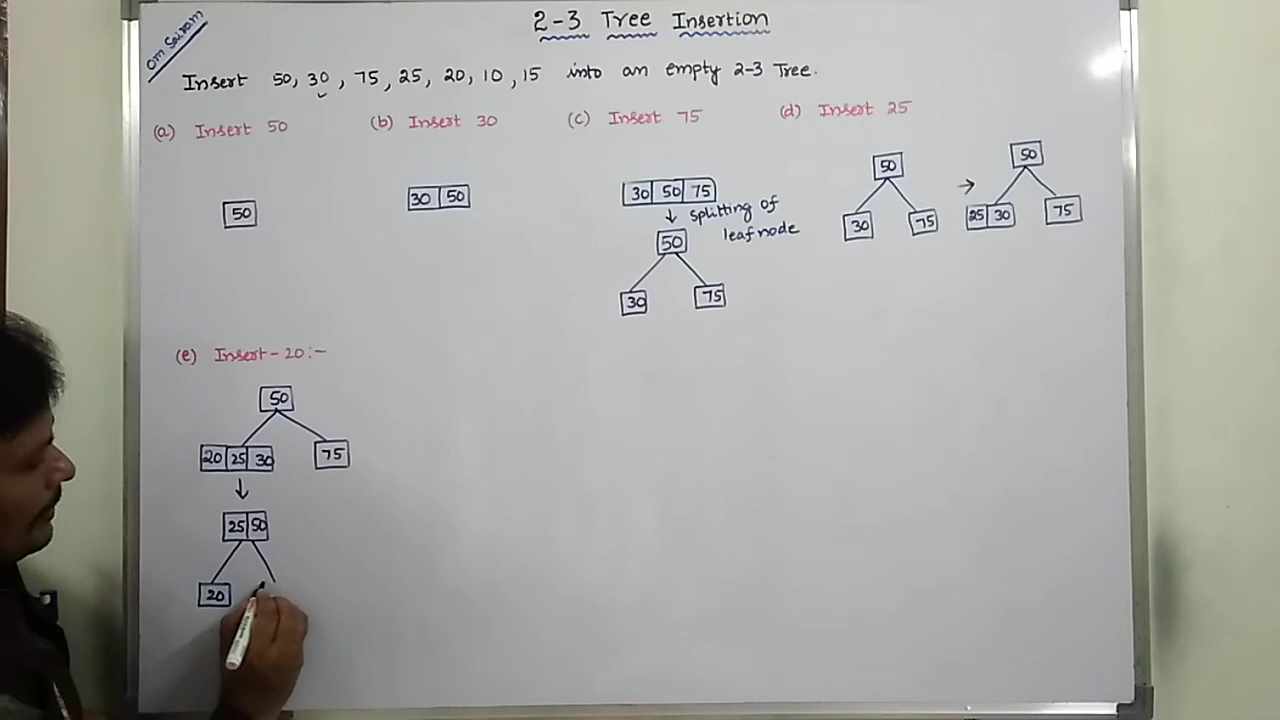 Om Sairam
2-3 Tree Insertion
Insert 50, 30, 75, 25, 20, 10, 15 into an empty 2-3 Tree.
(a) Insert 50
50
(b) Insert 30
30 50
(c) Insert 75
30 50 75
↓ splitting of
leaf node
50
30 75
(d) Insert 25
50
30 75
→
50
25 30 75
(e) Insert-20:-
50
20 25 30 75
↓
25 50
20